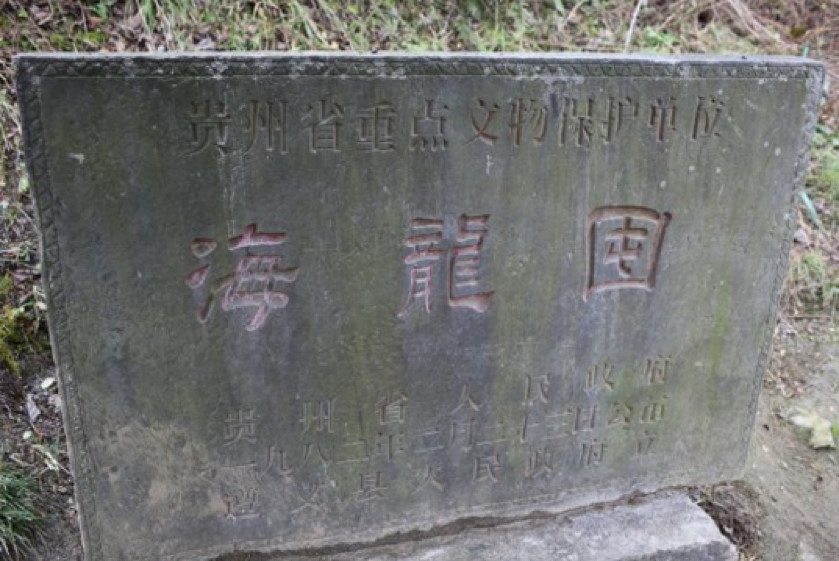 贵州省重点文物保护单位
海龍囤
贵州省人民政府
一九八二年二月二十三日公布
遵义县人民政府立